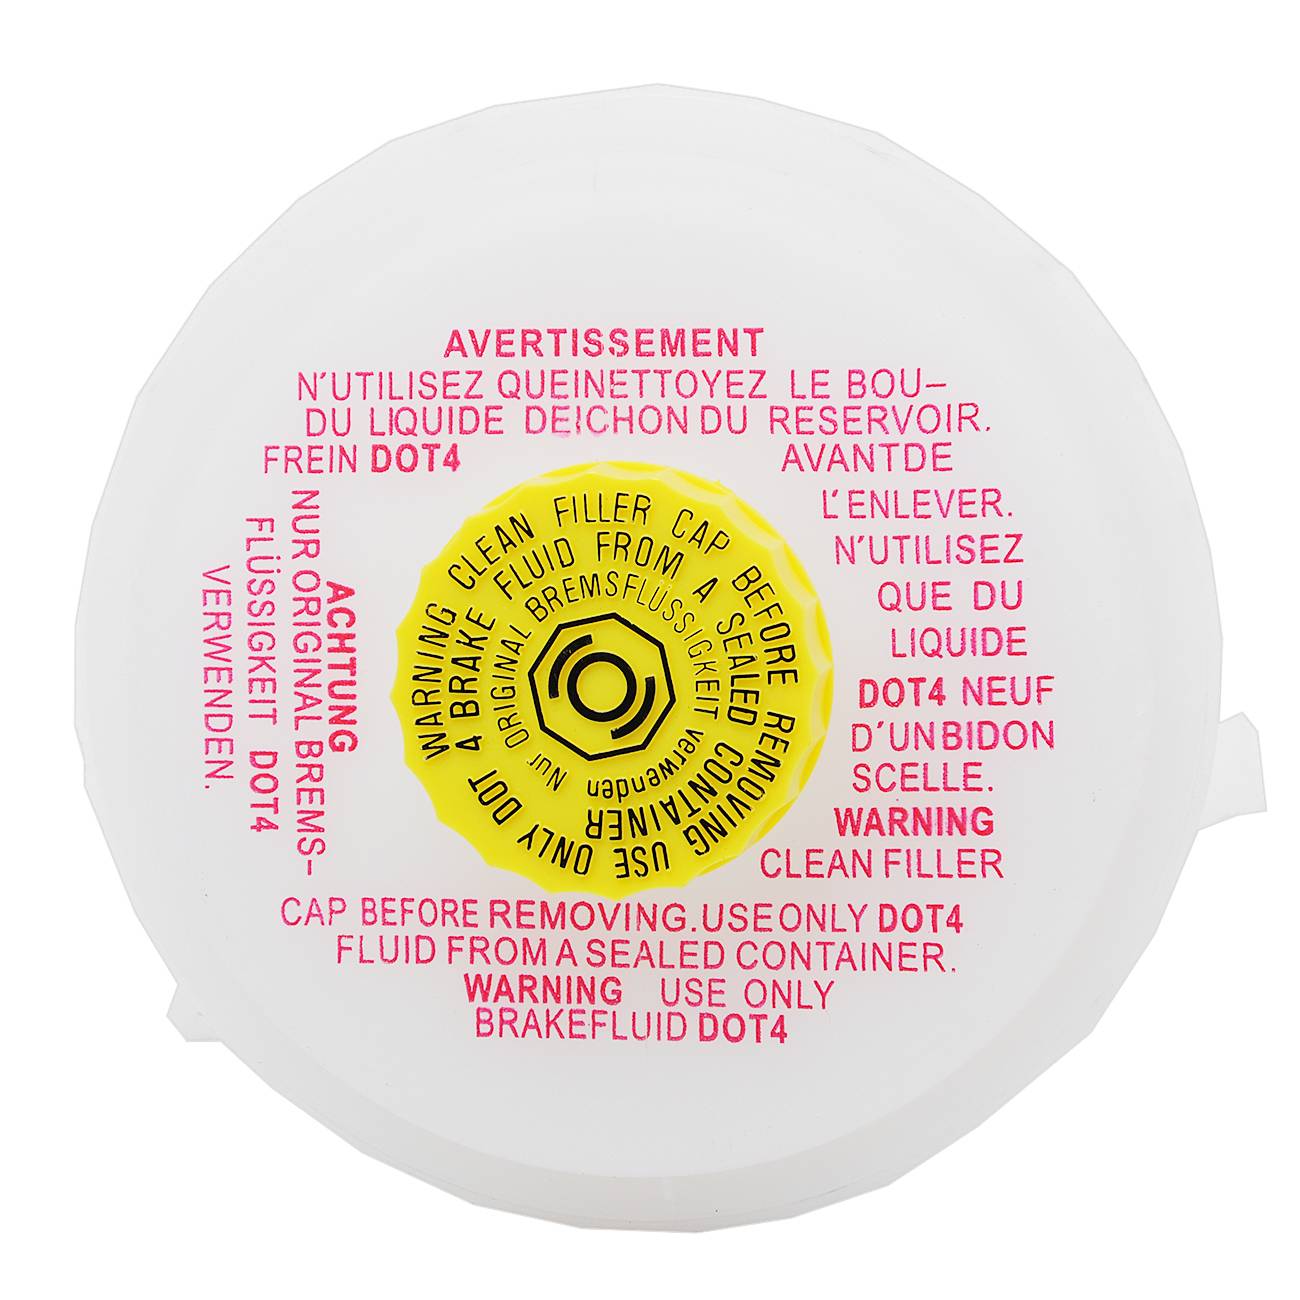 AVERTISSEMENT
N'UTILISEZ QUEINETTOYEZ LE BOU-
DU LIQUIDE DEICHON DU RESERVOIR.
FREIN DOT4
AVANTDE
L'ENLEVER.
N'UTILISEZ
QUE DU
LIQUIDE
DOT4 NEUF
D'UNBIDON
SCELLE.
WARNING
CLEAN FILLER
CAP BEFORE REMOVING.USEONLY DOT4
FLUID FROM A SEALED CONTAINER.
WARNING USE ONLY
BRAKEFLUID DOT4
ACHTUNG
NUR ORIGINAL BREMS-
FLÜSSIGKEIT DOT4
VERWENDEN.
WARNING CLEAN FILLER CAP BEFORE REMOVING USE ONLY DOT
4 BRAKE FLUID FROM A SEALED CONTAINER
Nur ORIGINAL BREMSFLÜSSIGKEIT verwenden